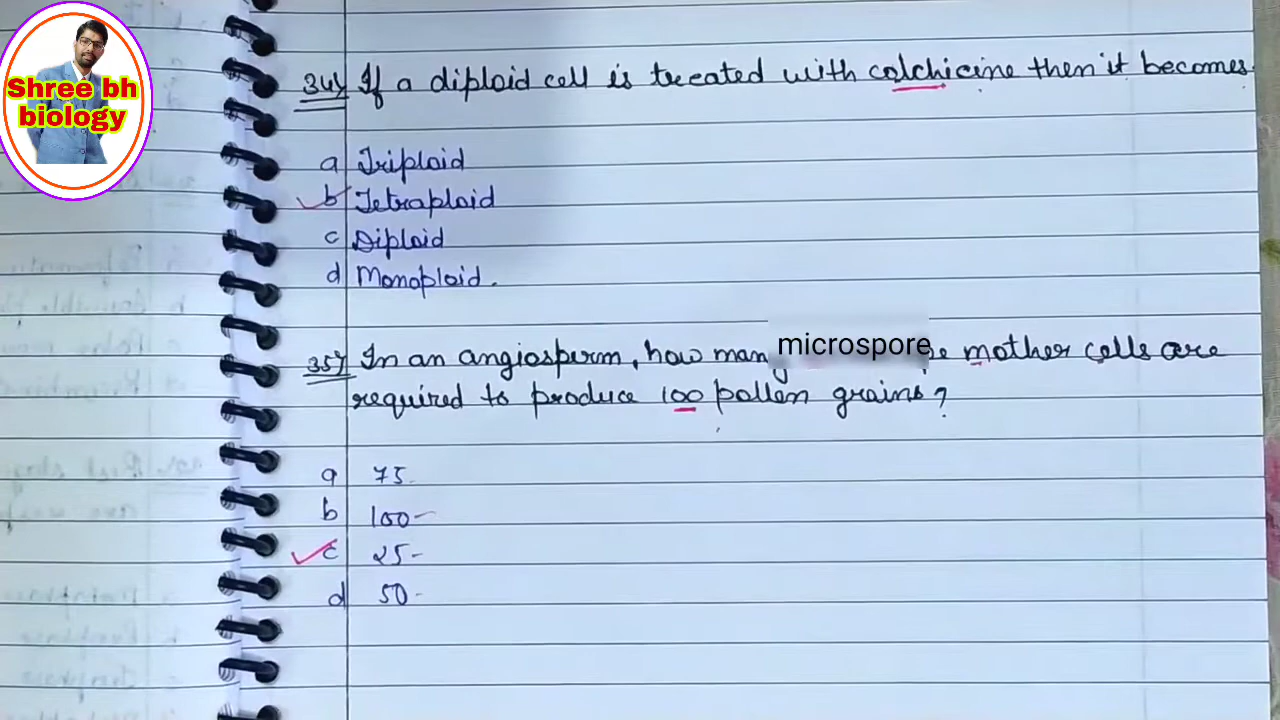 Shree bh
biology
34) If a diploid cell is treated with colchicine then it becomes
a Triploid
b Tetraploid
c Diploid
d Monoploid.
35) In an angiosperm, how many microspore mother cells are
required to produce 100 pollen grains?
a 75
b 100-
c 25-
d 50-